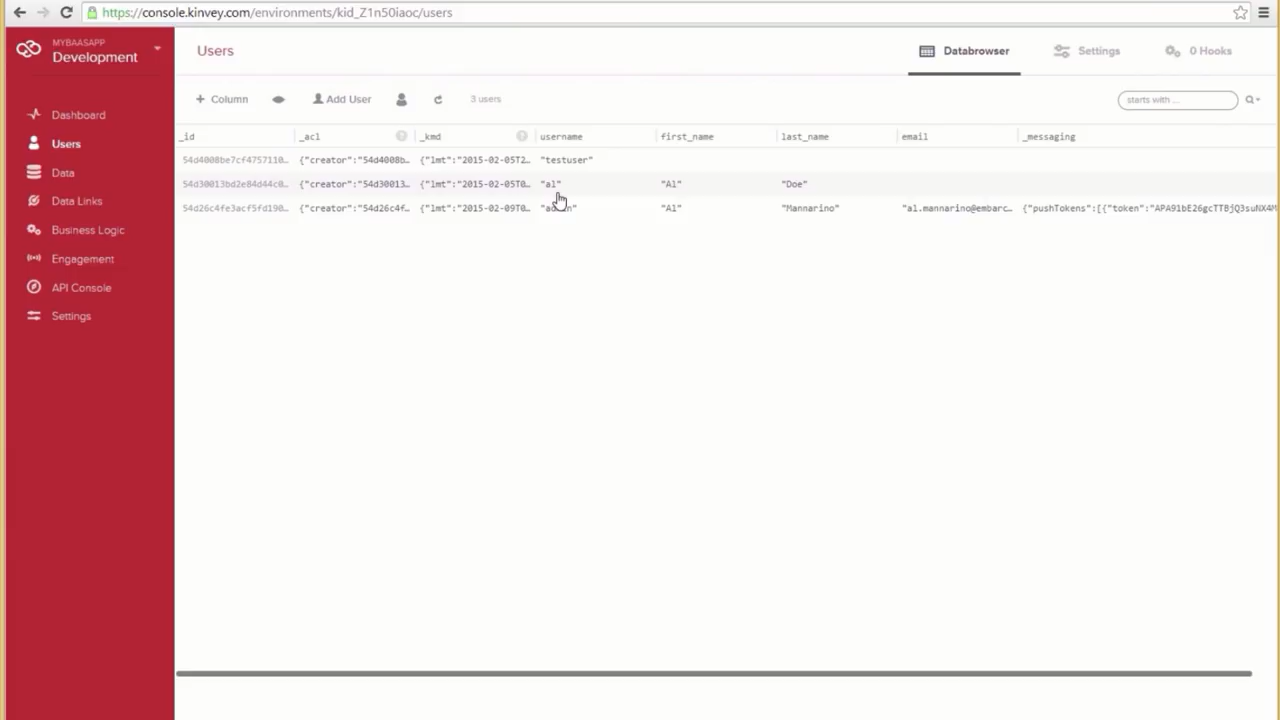 https://console.kinvey.com/environments/kid_Z1n50iaoc/users
MYBAASAPP
Development
Users
Databrowser
Settings
0 Hooks
Dashboard
Users
Data
Data Links
Business Logic
Engagement
API Console
Settings
+ Column
Add User
3 users
starts with ...
_id _acl ? _kmd ? username first_name last_name email _messaging
54d4008be7cf4757110… {"creator":"54d4008b… {"lmt":"2015-02-05T2… "testuser"
54d30013bd2e84d44c0… {"creator":"54d30013… {"lmt":"2015-02-05T0… "al" "Al" "Doe"
54d26c4fe3acf5fd190… {"creator":"54d26c4f… {"lmt":"2015-02-09T0… "Al" "Mannarino" "al.mannarino@embarc… {"pushTokens":[{"token":"APA91bE26gcTTBjQ3suNX4M